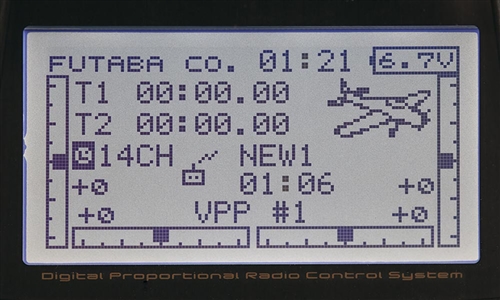 FUTABA CO. 01:21 6.7V
T1 00:00.00
T2 00:00.00
C 14CH NEW1
+0 01:06 +0
+0 VPP #1 +0
Digital Proportional Radio Control System